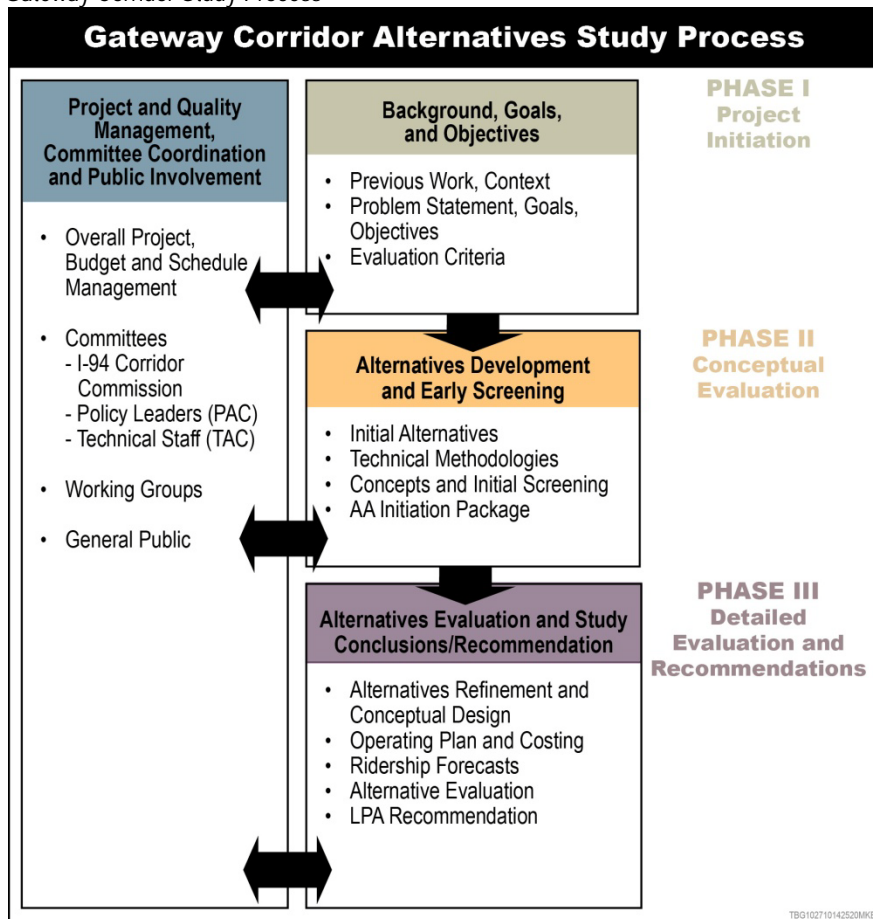 Gateway Corridor Study Process
Gateway Corridor Alternatives Study Process
Project and Quality
Management,
Committee Coordination
and Public Involvement
• Overall Project,
Budget and Schedule
Management
• Committees
- I-94 Corridor
Commission
- Policy Leaders (PAC)
- Technical Staff (TAC)
• Working Groups
• General Public
Background, Goals,
and Objectives
• Previous Work, Context
• Problem Statement, Goals,
Objectives
• Evaluation Criteria
PHASE I
Project
Initiation
Alternatives Development
and Early Screening
• Initial Alternatives
• Technical Methodologies
• Concepts and Initial Screening
• AA Initiation Package
PHASE II
Conceptual
Evaluation
Alternatives Evaluation and Study
Conclusions/Recommendation
• Alternatives Refinement and
Conceptual Design
• Operating Plan and Costing
• Ridership Forecasts
• Alternative Evaluation
• LPA Recommendation
PHASE III
Detailed
Evaluation and
Recommendations
TBG102710142520MKE